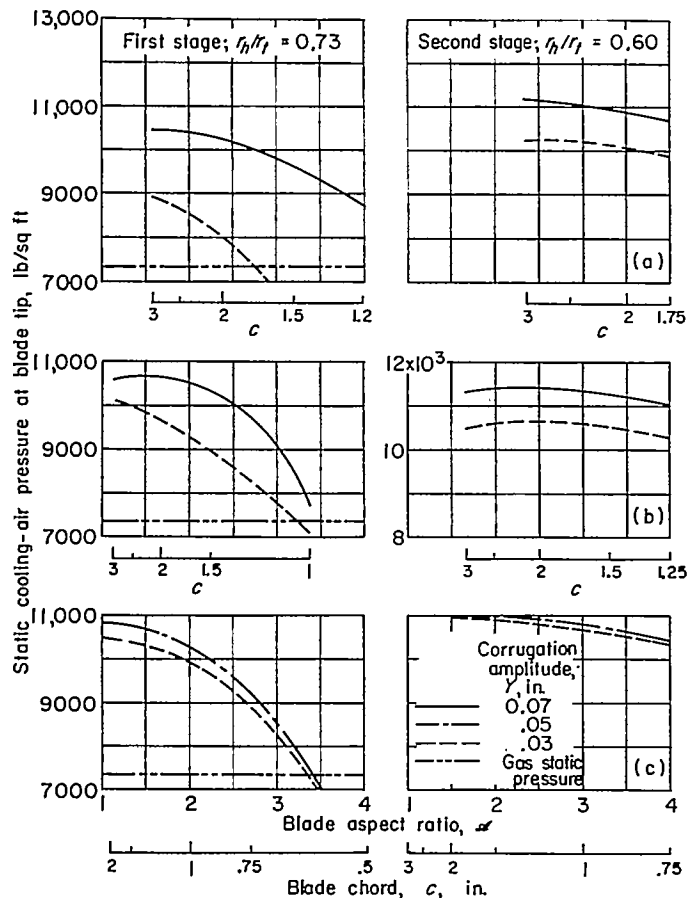 13,000
First stage; r_h/r_t = 0.73
Second stage; r_h/r_t = 0.60
11,000
9000
7000
(a)
3 2 1.5 1.2
c
3 2 1.75
c
Static cooling-air pressure at blade tip, lb/sq ft
11,000
9000
7000
12x10³
10
8
(b)
3 2 1.5 1
c
3 2 1.5 1.25
c
11,000
9000
7000
Corrugation
amplitude,
Y, in.
0.07
.05
.03
Gas static
pressure
(c)
1 2 3 4
1 2 3 4
Blade aspect ratio, 𝒜
2 1 .75 .5
3 2 1 .75
Blade chord, c, in.